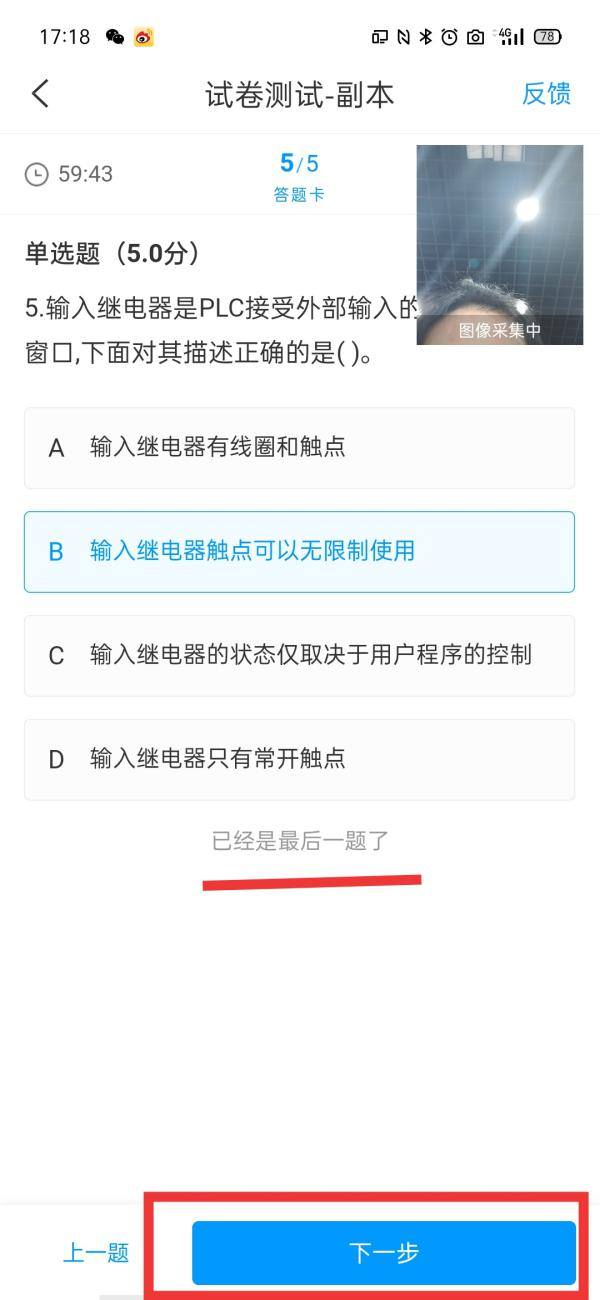 17:18 4G 78
试卷测试-副本 反馈
59:43 5/5
答题卡
单选题（5.0分）
5.输入继电器是PLC接受外部输入的
窗口,下面对其描述正确的是( )。
图像采集中
A 输入继电器有线圈和触点
B 输入继电器触点可以无限制使用
C 输入继电器的状态仅取决于用户程序的控制
D 输入继电器只有常开触点
已经是最后一题了
上一题 下一步